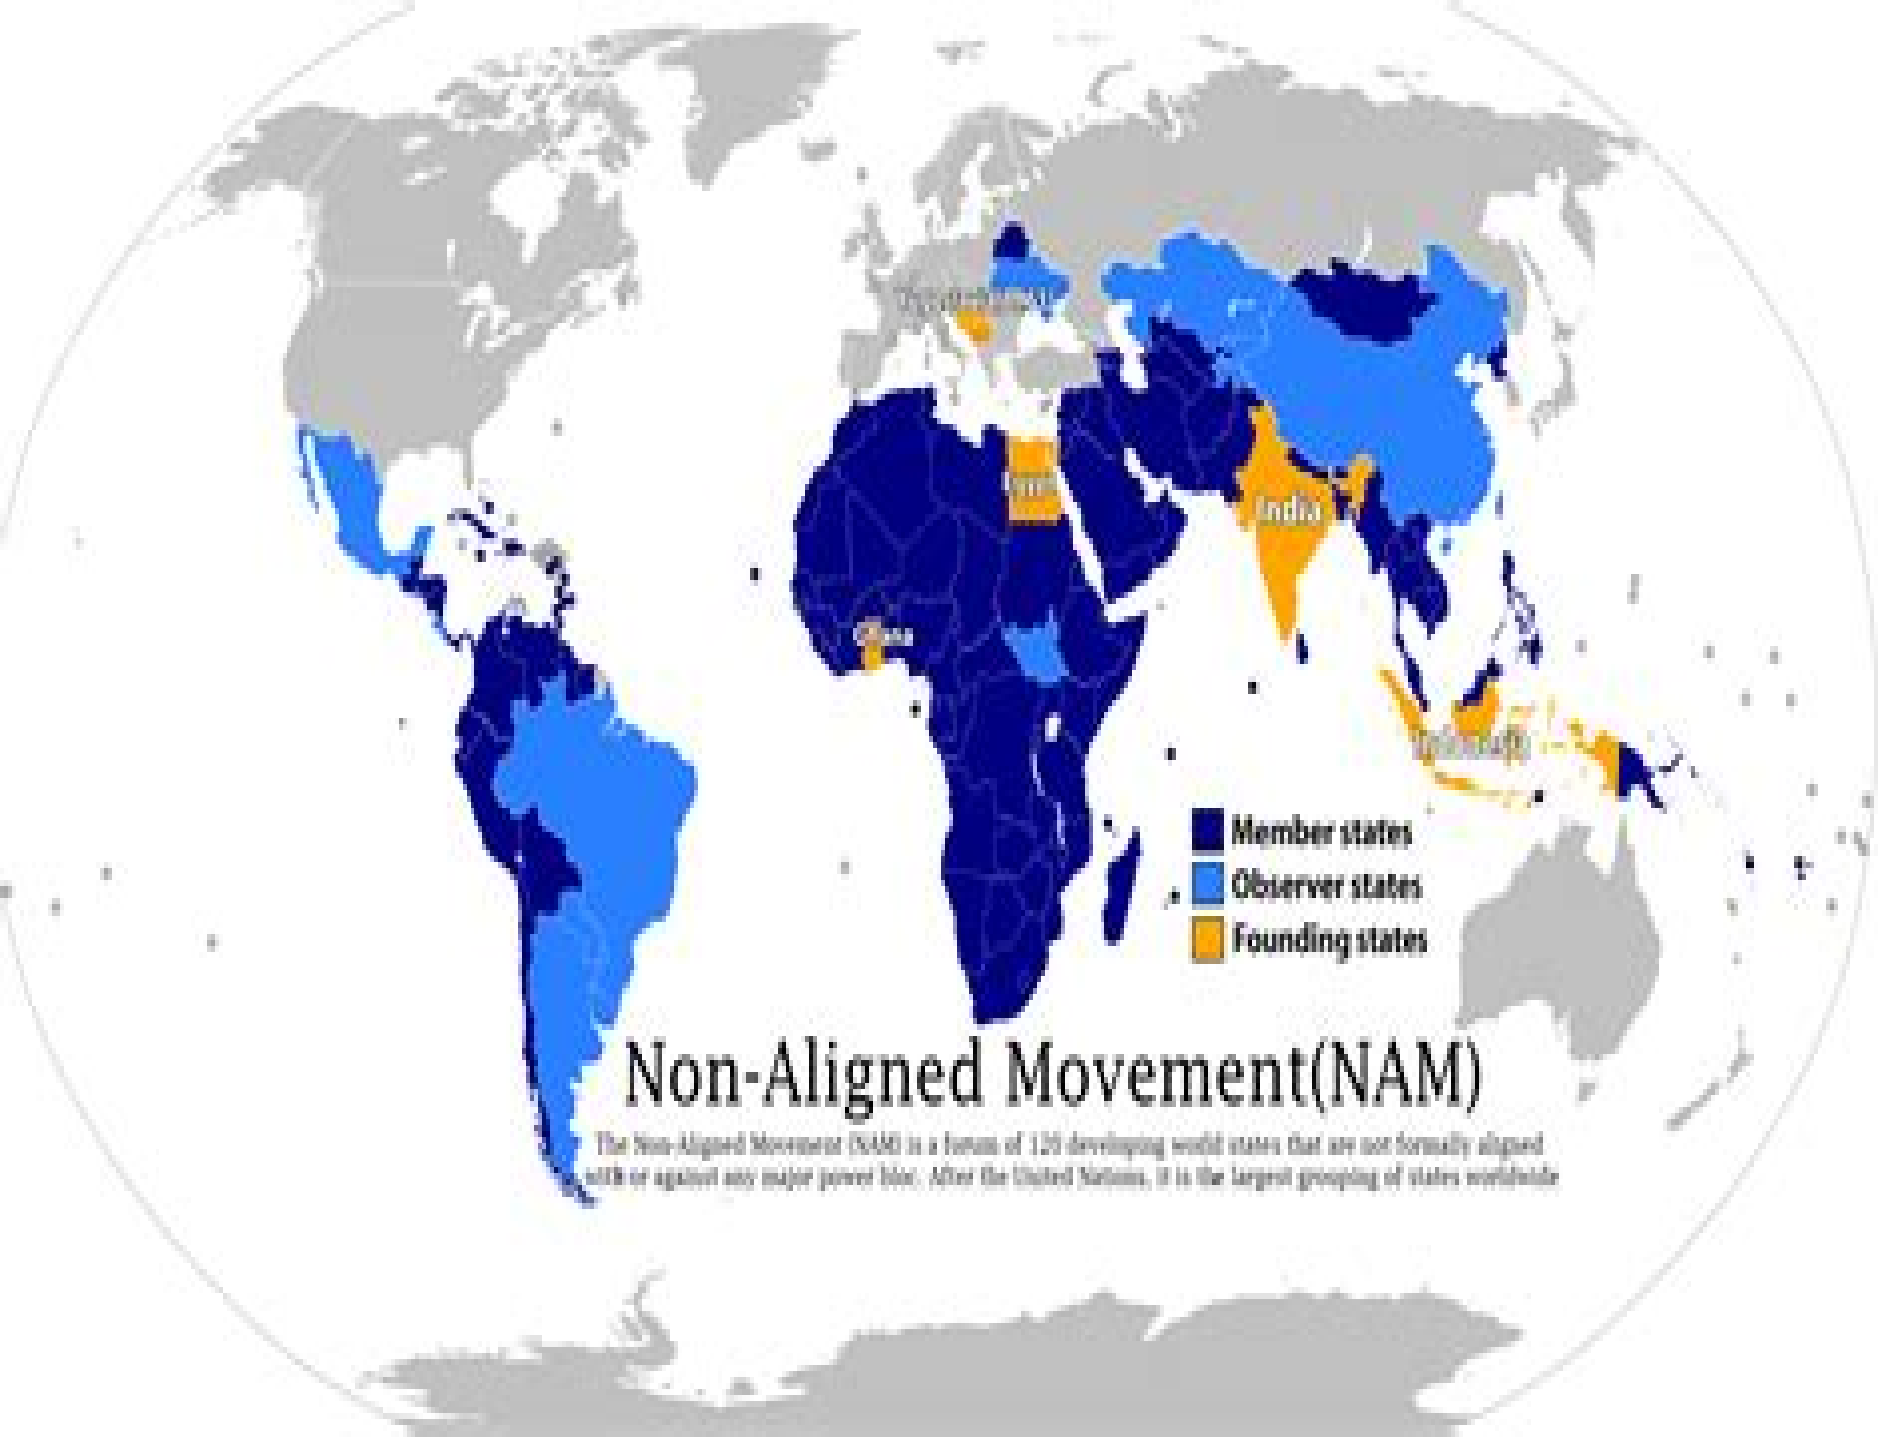 India
Ghana
Member states
Observer states
Founding states
Non-Aligned Movement(NAM)
The Non-Aligned Movement (NAM) is a forum of 120 developing world states that are not formally aligned
with or against any major power bloc. After the United Nations, it is the largest grouping of states worldwide